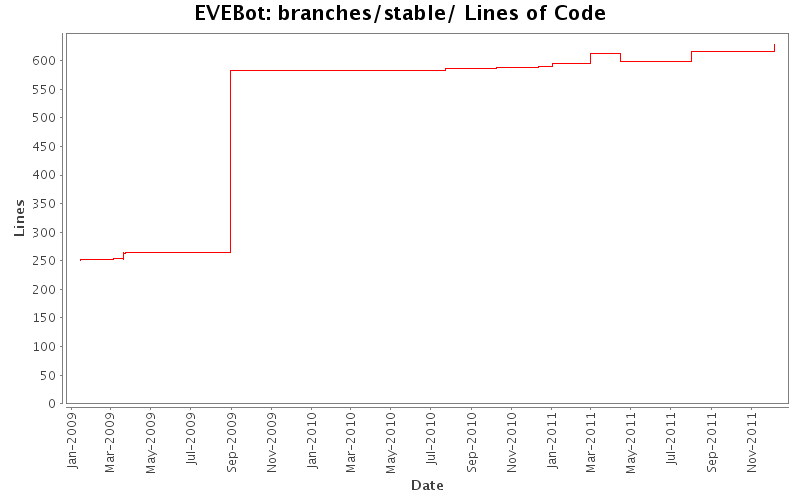 EVEBot: branches/stable/ Lines of Code
Lines
600
550
500
450
400
350
300
250
200
150
100
50
0
Jan-2009
Mar-2009
May-2009
Jul-2009
Sep-2009
Nov-2009
Jan-2010
Mar-2010
May-2010
Jul-2010
Sep-2010
Nov-2010
Jan-2011
Mar-2011
May-2011
Jul-2011
Sep-2011
Nov-2011
Date